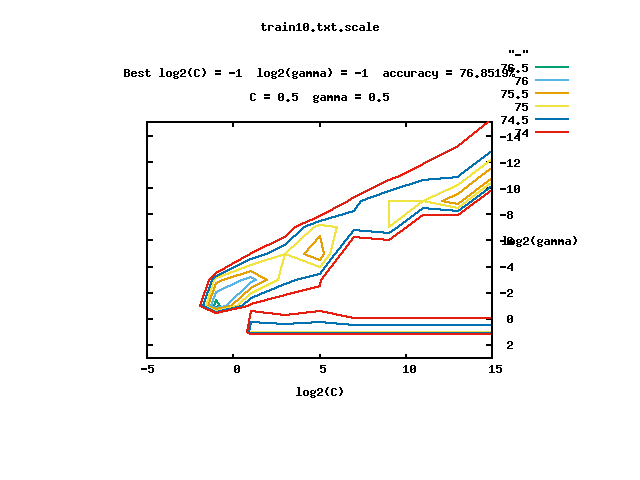 train10.txt.scale
"-"
Best log2(C) = -1  log2(gamma) = -1  accuracy = 76.8519%
76.5
76
C = 0.5  gamma = 0.5
75.5
75
74.5
74
-14
-12
-10
-8
-6
log2(gamma)
-4
-2
0
2
-5 0 5 10 15
log2(C)